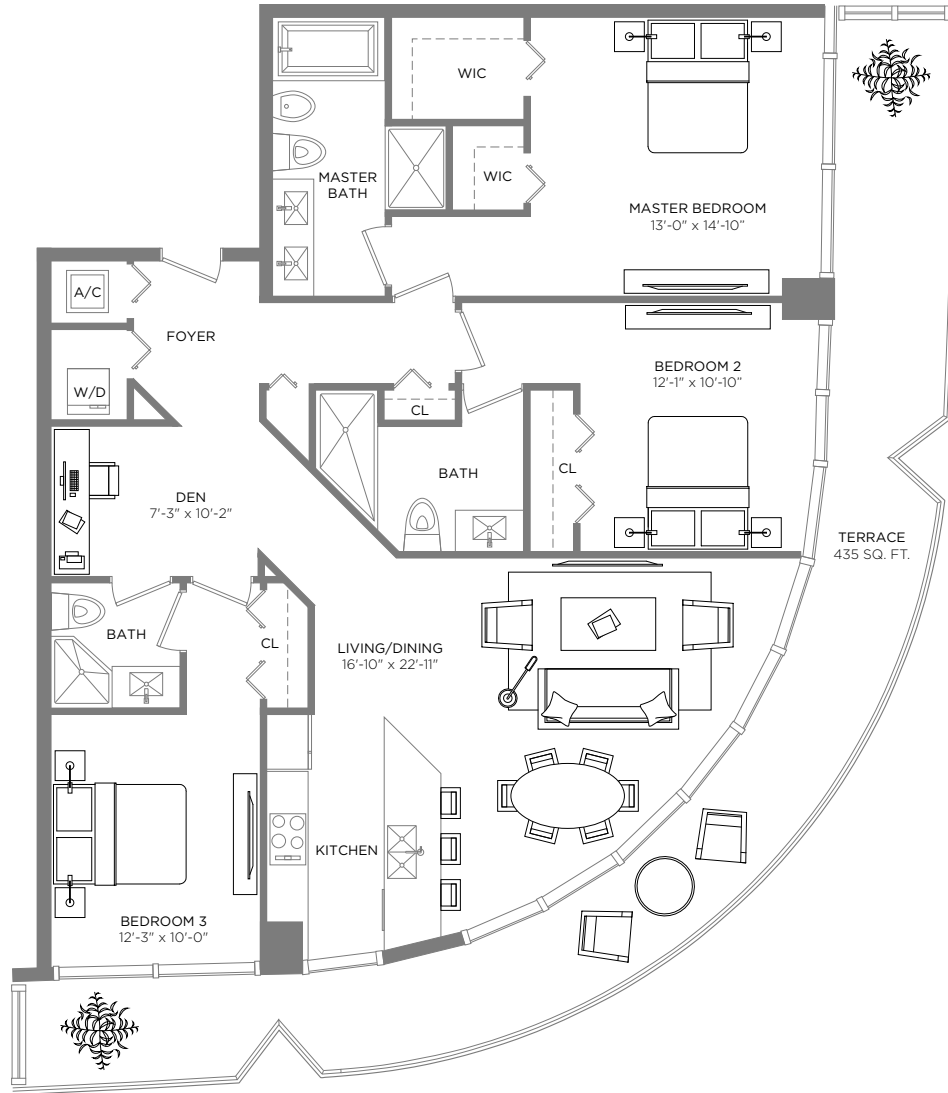 WIC
WIC
MASTER
BATH
MASTER BEDROOM
13'-0" x 14'-10"
A/C
FOYER
W/D
BEDROOM 2
12'-1" x 10'-10"
CL
BATH
CL
DEN
7'-3" x 10'-2"
TERRACE
435 SQ. FT.
BATH
CL
LIVING/DINING
16'-10" x 22'-11"
KITCHEN
BEDROOM 3
12'-3" x 10'-0"